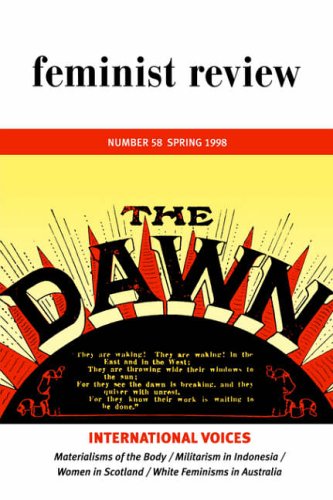 feminist review
NUMBER 58 SPRING 1998
THE
DAWN
"They are waking! They are waking! In the
East and in the West;
They are throwing wide their windows to
the sun;
For they see the dawn is breaking, and they
quiver with unrest,
For they know their work is waiting to
be done."
INTERNATIONAL VOICES
Materialisms of the Body / Militarism in Indonesia /
Women in Scotland / White Feminisms in Australia